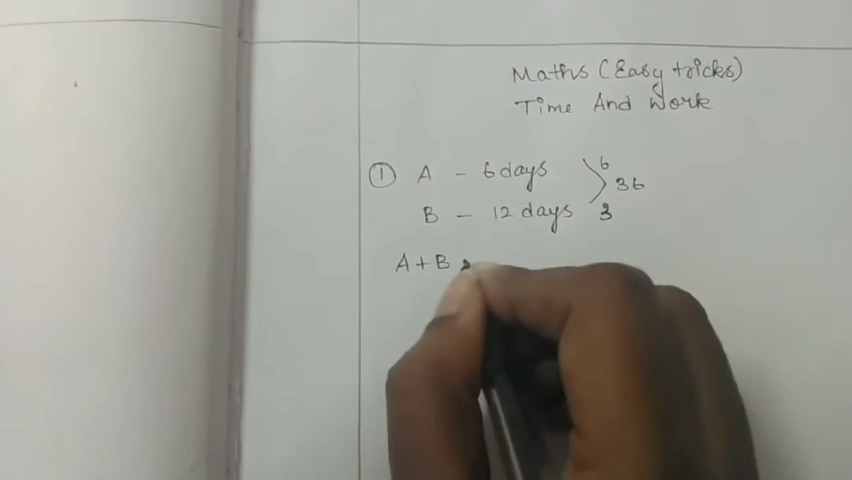 Maths (Easy tricks)
Time And Work
① A - 6 days 6
36
B - 12 days 3
A + B